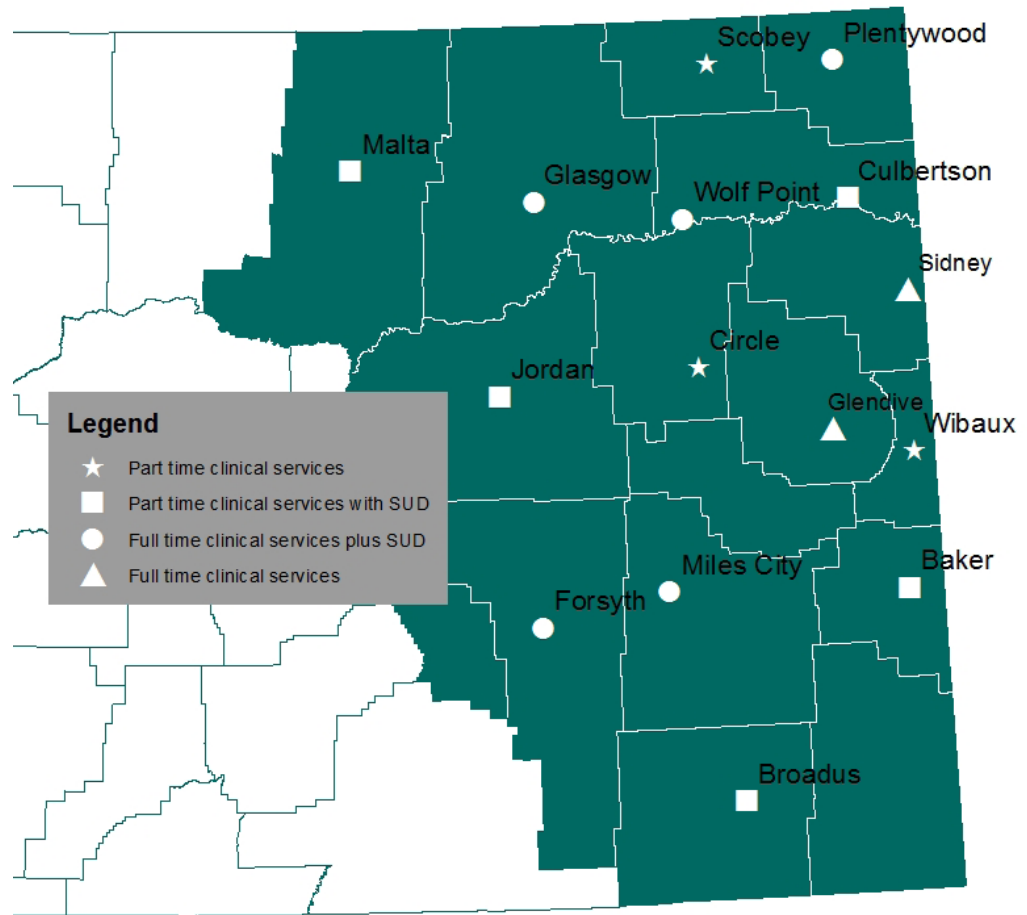 Scobey
Plentywood
Malta
Glasgow
Wolf Point
Culbertson
Sidney
Circle
Jordan
Glendive
Wibaux
Legend
Part time clinical services
Part time clinical services with SUD
Full time clinical services plus SUD
Full time clinical services
Baker
Miles City
Forsyth
Broadus